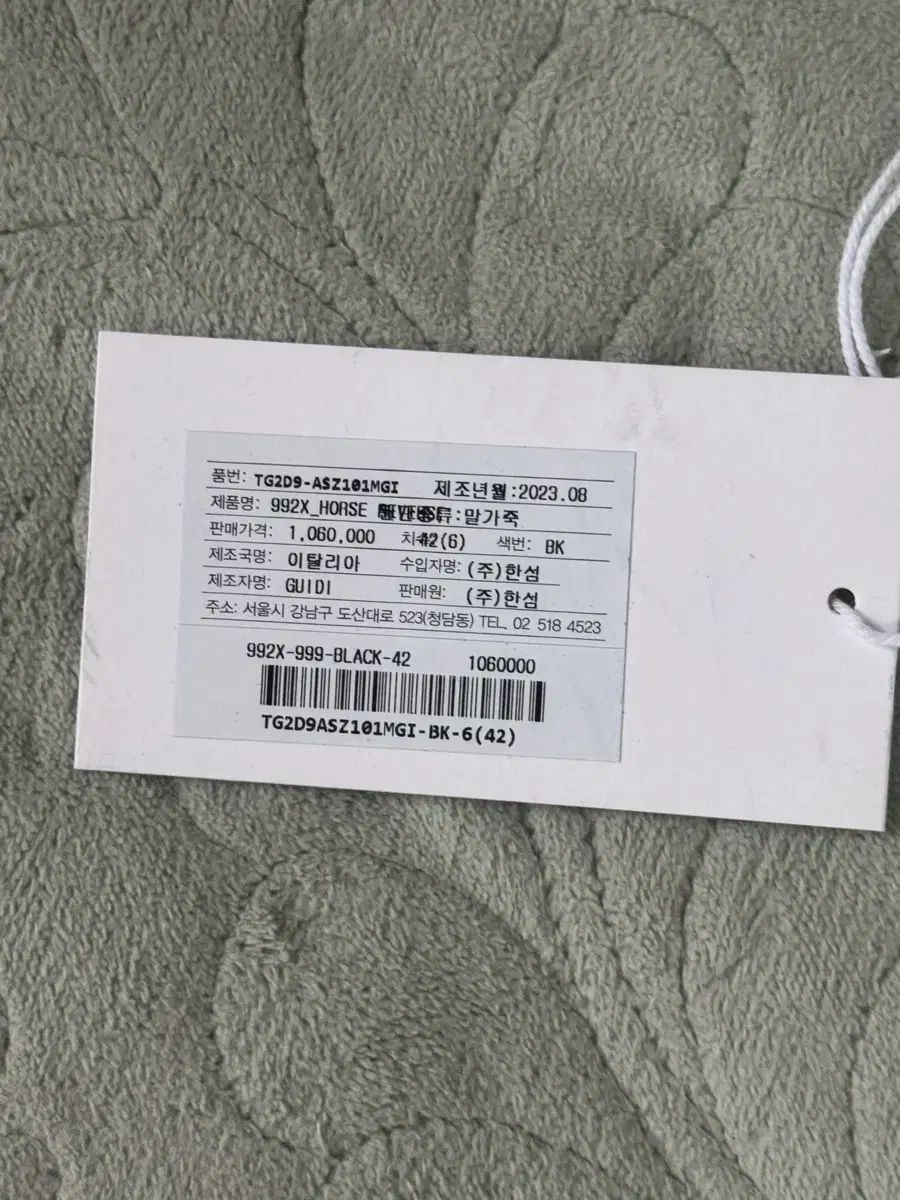 품번: TG2D9-ASZ101MGI 제조년월:2023.08
제품명: 992X_HORSE :말가죽
판매가격: 1.060.000 42(6) 색번: BK
제조국명: 이탈리아 수입자명: (주)한섬
제조자명: GUIDI 판매원: (주)한섬
주소: 서울시 강남구 도산대로 523(청담동) TEL. 02 518 4523
992X-999-BLACK-42 1060000
TG2D9ASZ101MGI-BK-6(42)